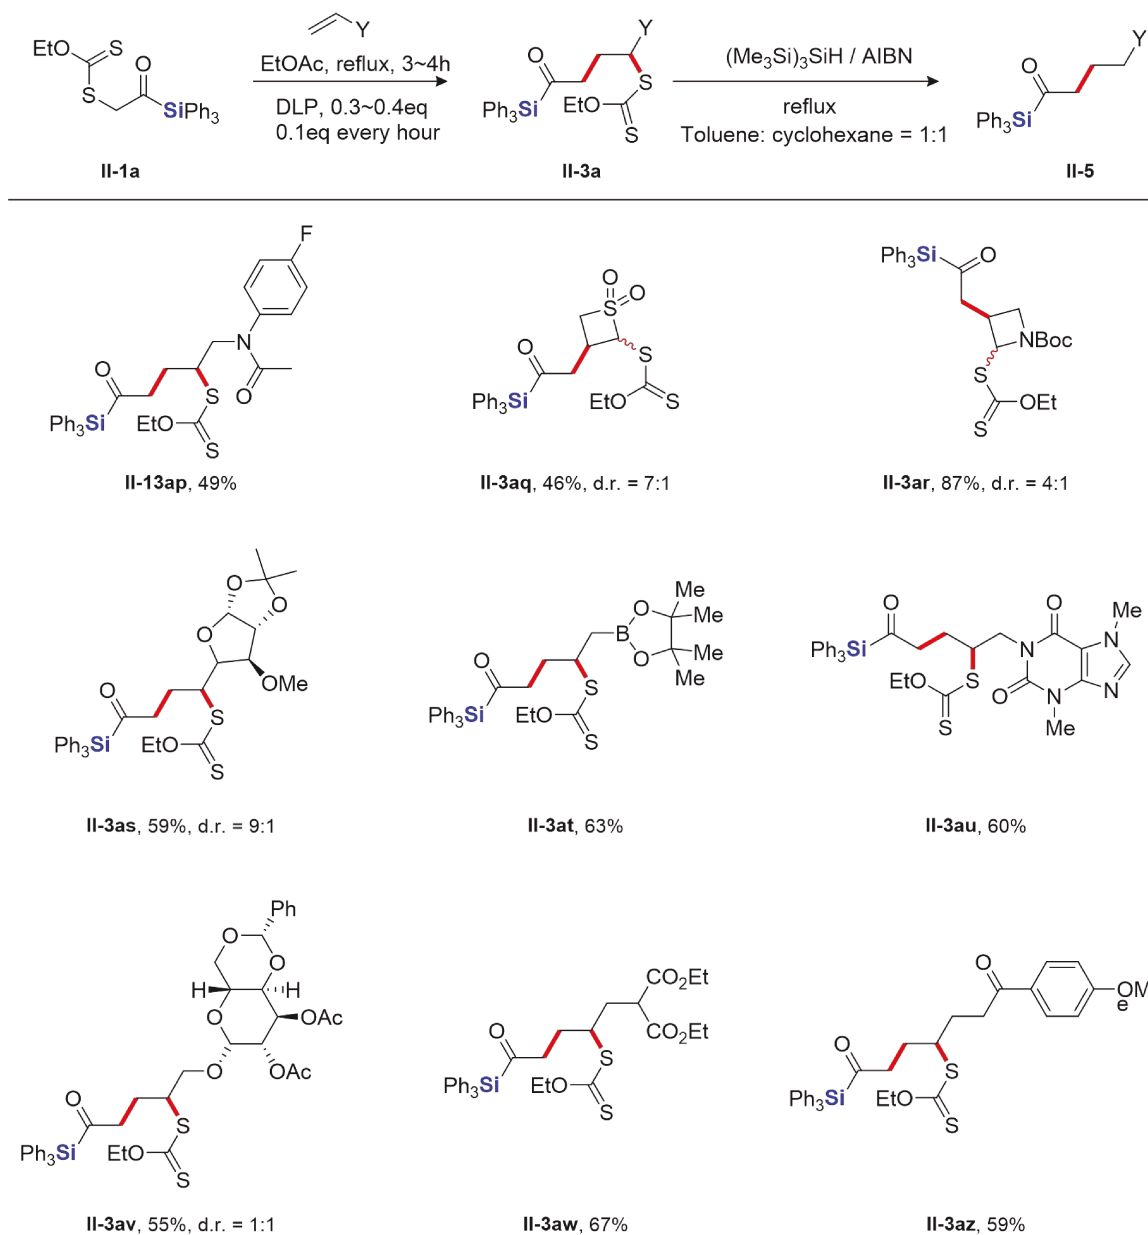 EtO S
S O
SiPh3
II-1a
Y
EtOAc, reflux, 3~4h
DLP, 0.3~0.4eq
0.1eq every hour
Y
O
S
Ph3Si EtO
S
II-3a
(Me3Si)3SiH / AIBN
reflux
Toluene: cyclohexane = 1:1
Y
O
Ph3Si
II-5
F
N
O
O
S
Ph3Si EtO
S
II-13ap, 49%
O O
S
O
S
Ph3Si EtO S
II-3aq, 46%, d.r. = 7:1
Ph3Si O
NBoc
S
OEt
S
II-3ar, 87%, d.r. = 4:1
O
O
O
OMe
O
S
Ph3Si EtO
S
II-3as, 59%, d.r. = 9:1
Me
O Me
B
O Me
Me
O
S
Ph3Si EtO
S
II-3at, 63%
O O Me
N
Ph3Si N
EtO S O N N
S Me
II-3au, 60%
Ph
O
O
H H
O OAc
O OAc
O
S
Ph3Si EtO
S
II-3av, 55%, d.r. = 1:1
CO2Et
CO2Et
O
S
Ph3Si EtO
S
II-3aw, 67%
O
OM
e
O
S
Ph3Si EtO
S
II-3az, 59%